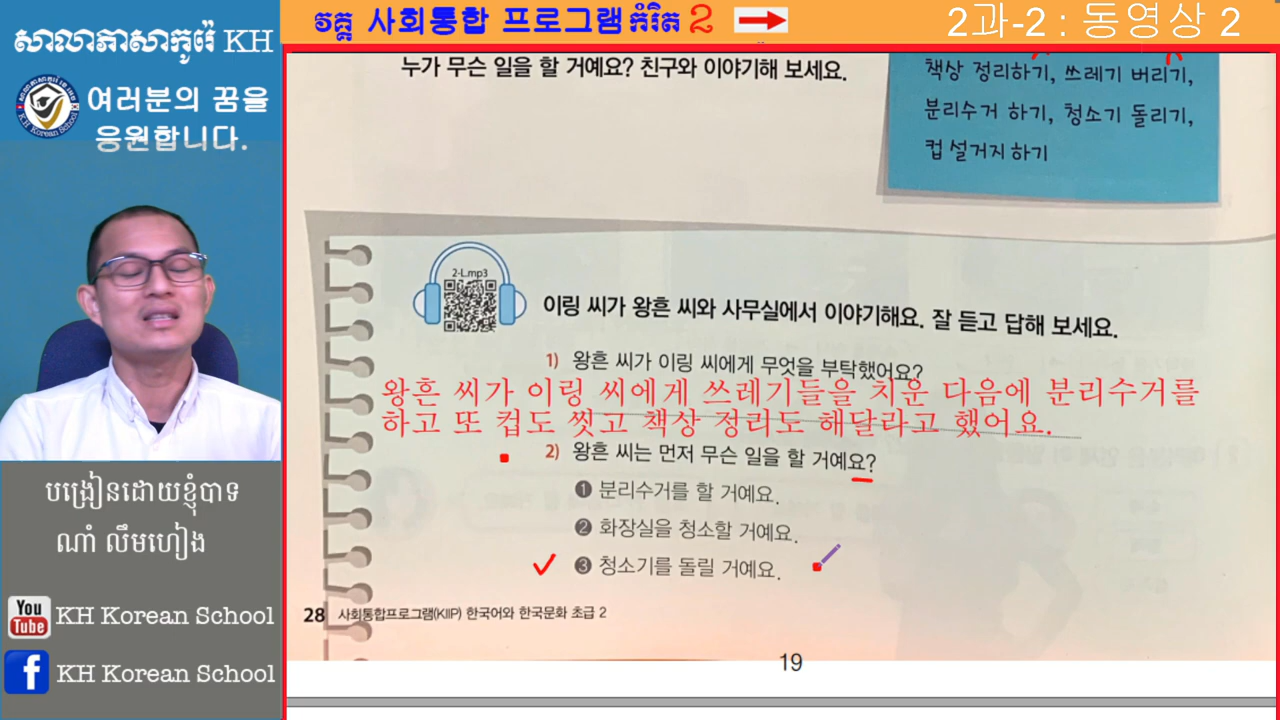 សាលាភាសាកូរ៉េ KH
여러분의 꿈을
응원합니다.
បង្រៀនដោយខ្ញុំបាទ
ណាំ លឹមហៀង
You Tube KH Korean School
f KH Korean School
វគ្គ 사회통합 프로그램 កំរិត 2
2과-2 : 동영상 2
누가 무슨 일을 할 거예요? 친구와 이야기해 보세요.
책상 정리하기, 쓰레기 버리기,
분리수거 하기, 청소기 돌리기,
컵 설거지 하기
2-L.mp3
이링 씨가 왕흔 씨와 사무실에서 이야기해요. 잘 듣고 답해 보세요.
1) 왕흔 씨가 이링 씨에게 무엇을 부탁했어요?
왕흔 씨가 이링 씨에게 쓰레기들을 치운 다음에 분리수거를
하고 또 컵도 씻고 책상 정리도 해달라고 했어요.
2) 왕흔 씨는 먼저 무슨 일을 할 거예요?
❶ 분리수거를 할 거예요.
❷ 화장실을 청소할 거예요.
❸ 청소기를 돌릴 거예요.
28 사회통합프로그램(KIIP) 한국어와 한국문화 초급 2
19